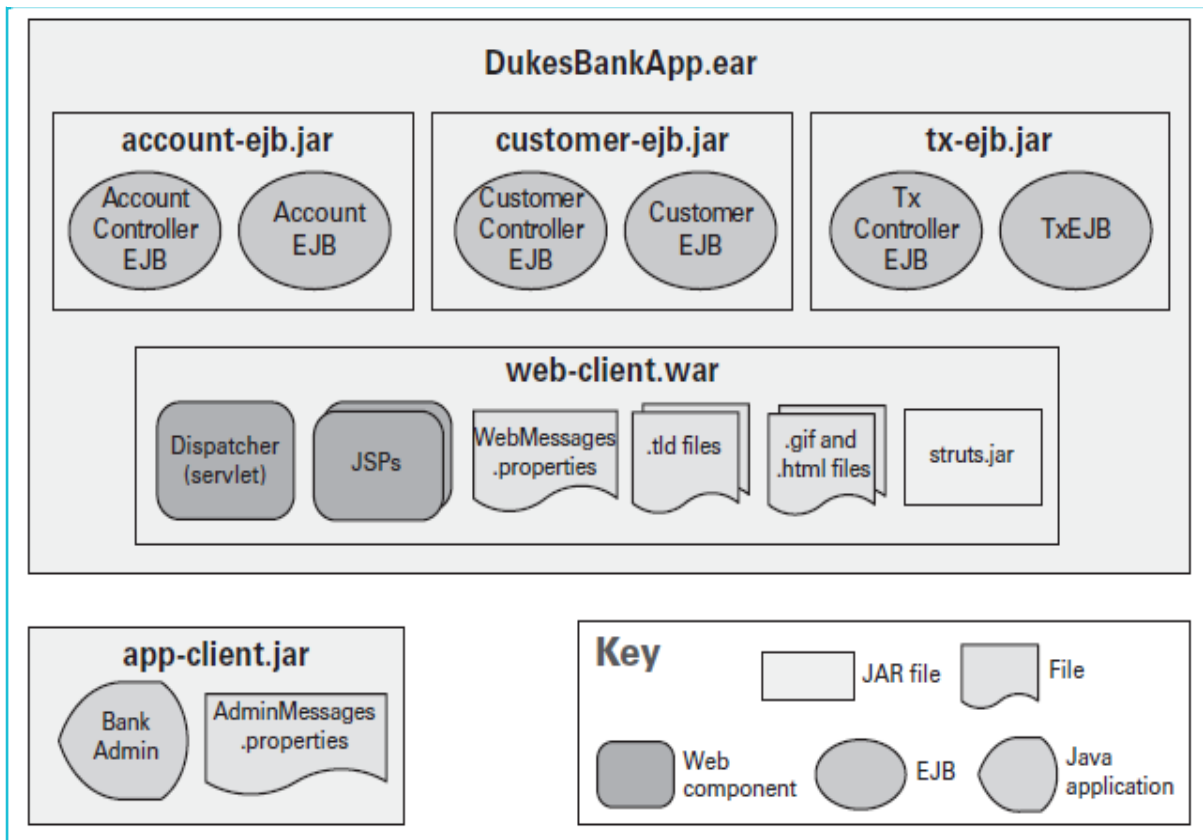 DukesBankApp.ear
account-ejb.jar
Account
Controller
EJB
Account
EJB
customer-ejb.jar
Customer
Controller
EJB
Customer
EJB
tx-ejb.jar
Tx
Controller
EJB
TxEJB
web-client.war
Dispatcher
(servlet)
JSPs
WebMessages
.properties
.tld files
.gif and
.html files
struts.jar
app-client.jar
Bank
Admin
AdminMessages
.properties
Key
JAR file
File
Web
component
EJB
Java
application